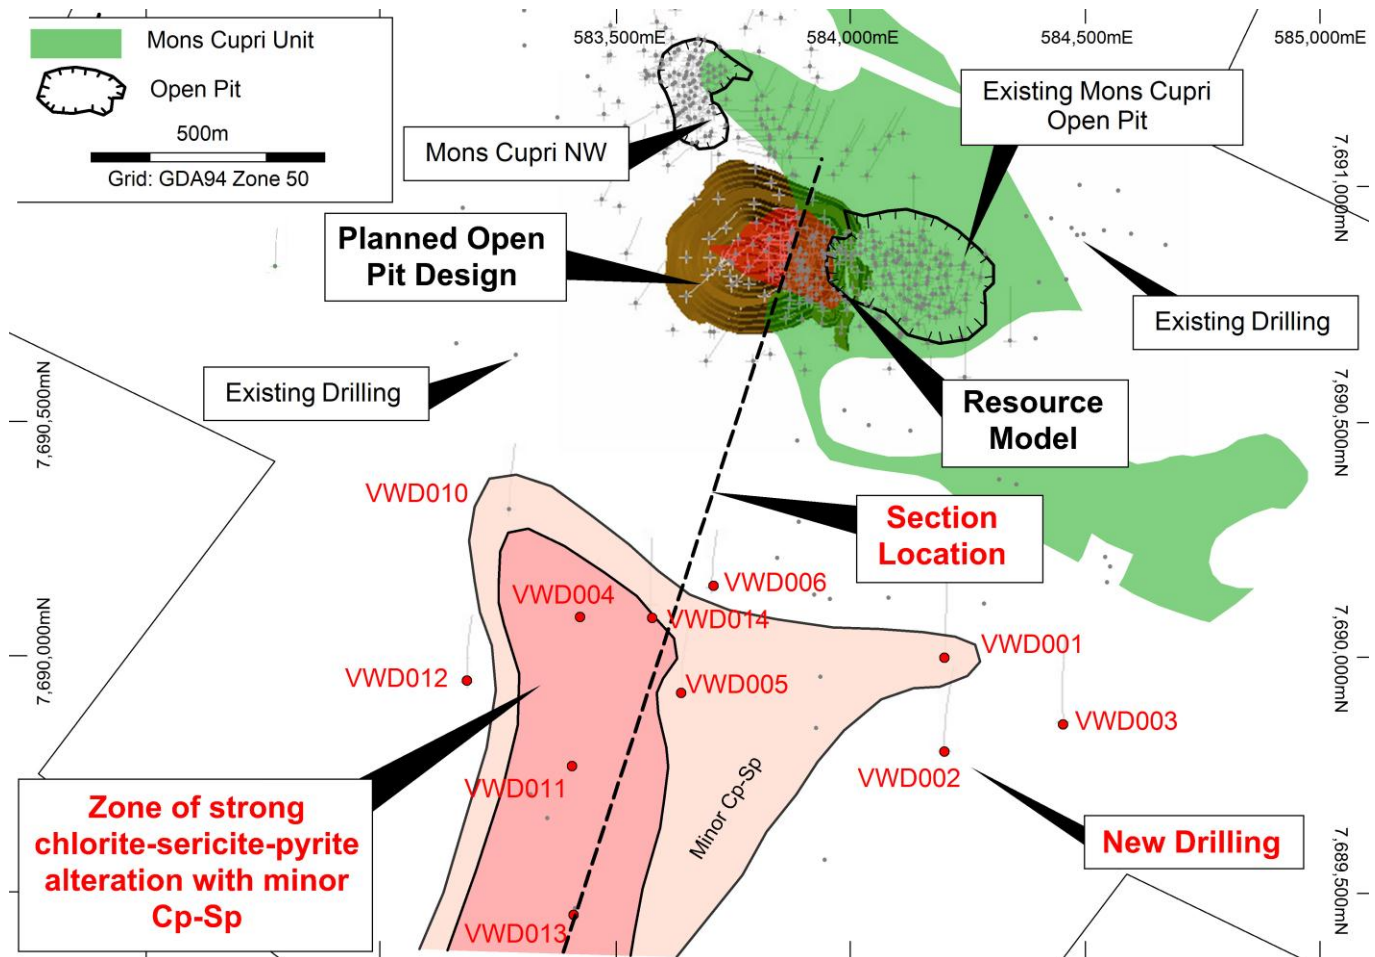 Mons Cupri Unit
Open Pit
500m
Grid: GDA94 Zone 50
583,500mE
584,000mE
584,500mE
585,000mE
Existing Mons Cupri
Open Pit
Mons Cupri NW
7,691,000mN
Planned Open
Pit Design
Existing Drilling
Existing Drilling
7,690,500mN
Resource
Model
7,690,500mN
VWD010
Section
Location
VWD006
VWD004
VWD014
VWD001
7,690,000mN
VWD012
VWD005
7,690,000mN
VWD003
VWD011
VWD002
Minor Cp-Sp
Zone of strong
chlorite-sericite-pyrite
alteration with minor
Cp-Sp
New Drilling
7,689,500mN
VWD013